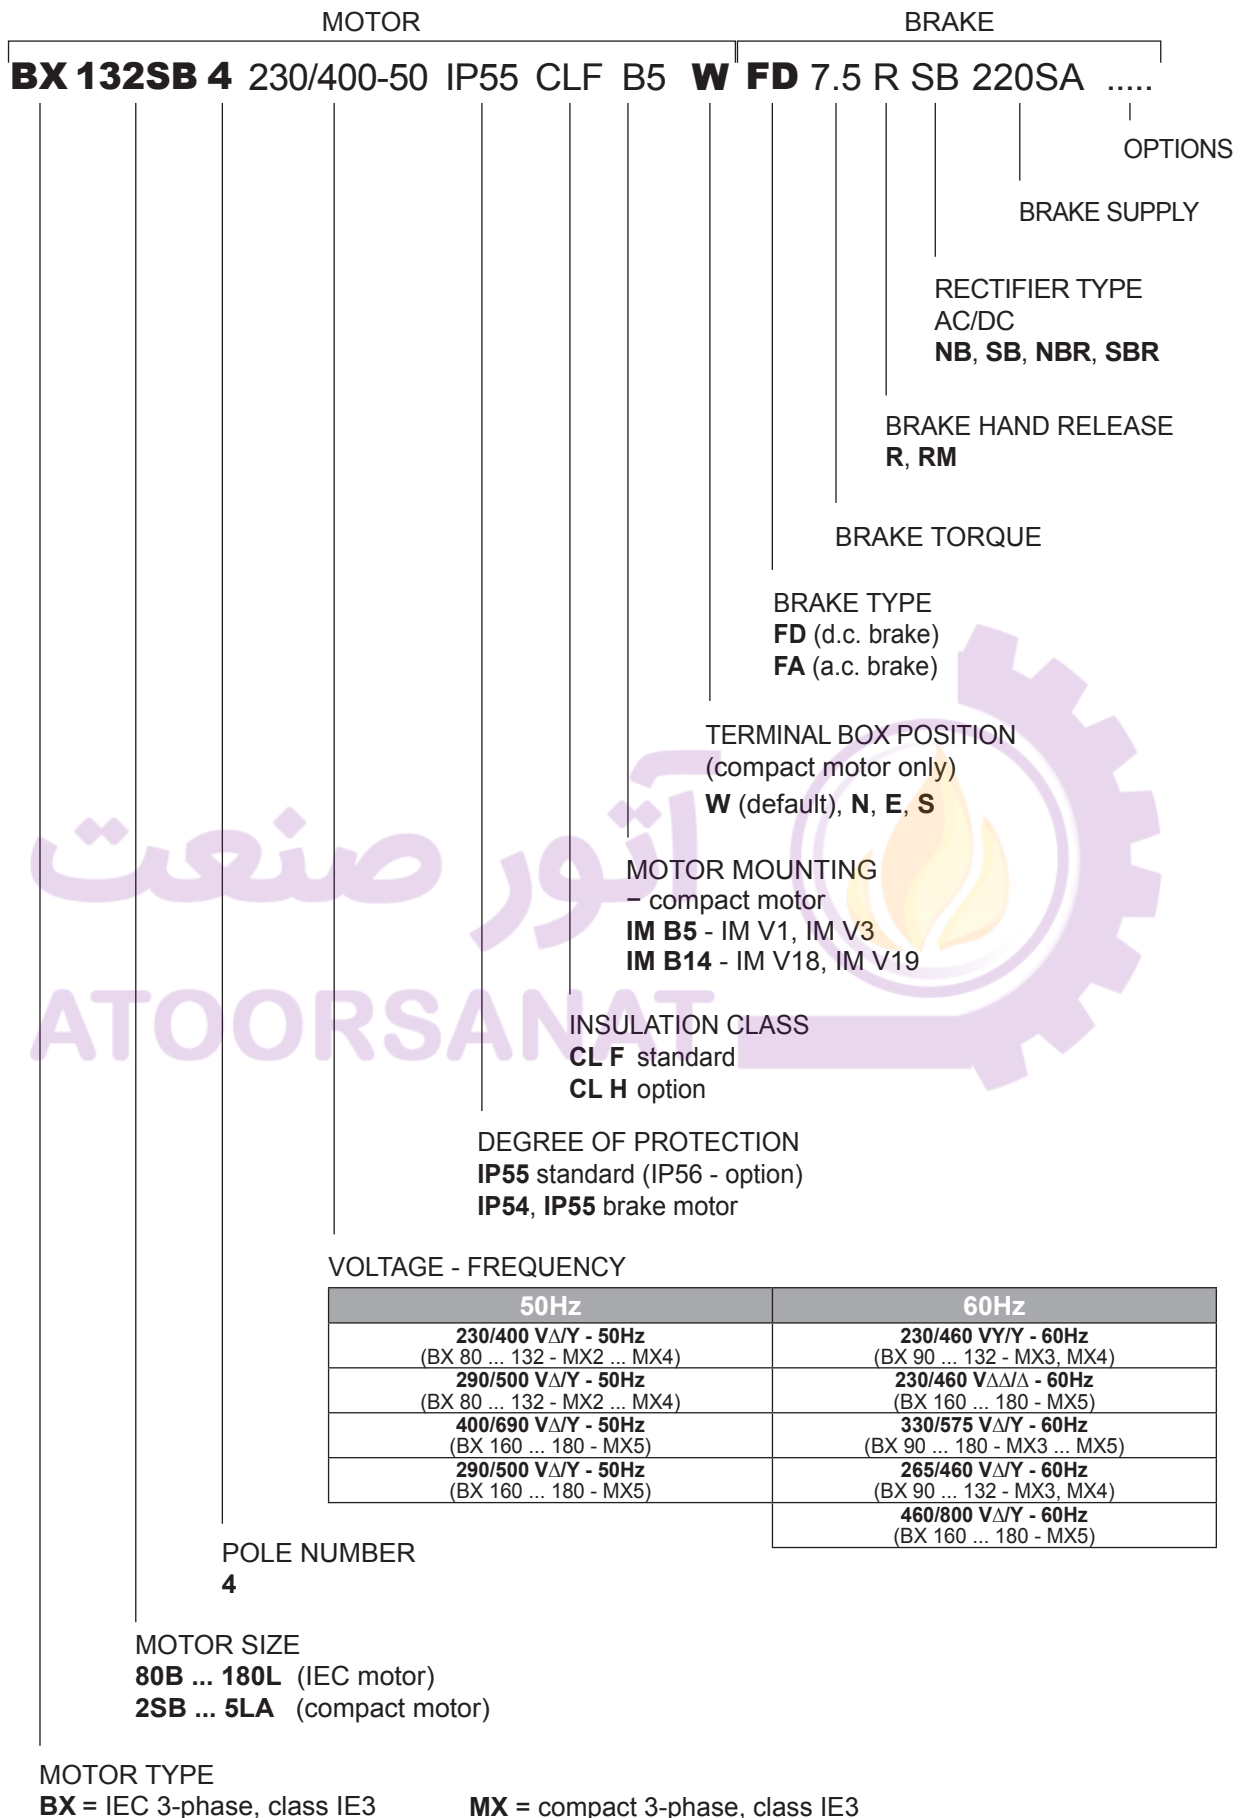 MOTOR
BRAKE
BX 132SB 4 230/400-50 IP55 CLF B5 W FD 7.5 R SB 220SA .....
OPTIONS
BRAKE SUPPLY
RECTIFIER TYPE
AC/DC
NB, SB, NBR, SBR
BRAKE HAND RELEASE
R, RM
BRAKE TORQUE
BRAKE TYPE
FD (d.c. brake)
FA (a.c. brake)
TERMINAL BOX POSITION
(compact motor only)
W (default), N, E, S
آتور صنعت
MOTOR MOUNTING
− compact motor
IM B5 - IM V1, IM V3
IM B14 - IM V18, IM V19
ATOORSANAT
INSULATION CLASS
CL F standard
CL H option
DEGREE OF PROTECTION
IP55 standard (IP56 - option)
IP54, IP55 brake motor
VOLTAGE - FREQUENCY
50Hz
60Hz
230/400 VΔ/Y - 50Hz
(BX 80 ... 132 - MX2 ... MX4)
230/460 VY/Y - 60Hz
(BX 90 ... 132 - MX3, MX4)
290/500 VΔ/Y - 50Hz
(BX 80 ... 132 - MX2 ... MX4)
230/460 VΔΔ/Δ - 60Hz
(BX 160 ... 180 - MX5)
400/690 VΔ/Y - 50Hz
(BX 160 ... 180 - MX5)
330/575 VΔ/Y - 60Hz
(BX 90 ... 180 - MX3 ... MX5)
290/500 VΔ/Y - 50Hz
(BX 160 ... 180 - MX5)
265/460 VΔ/Y - 60Hz
(BX 90 ... 132 - MX3, MX4)
460/800 VΔ/Y - 60Hz
(BX 160 ... 180 - MX5)
POLE NUMBER
4
MOTOR SIZE
80B ... 180L (IEC motor)
2SB ... 5LA (compact motor)
MOTOR TYPE
BX = IEC 3-phase, class IE3
MX = compact 3-phase, class IE3